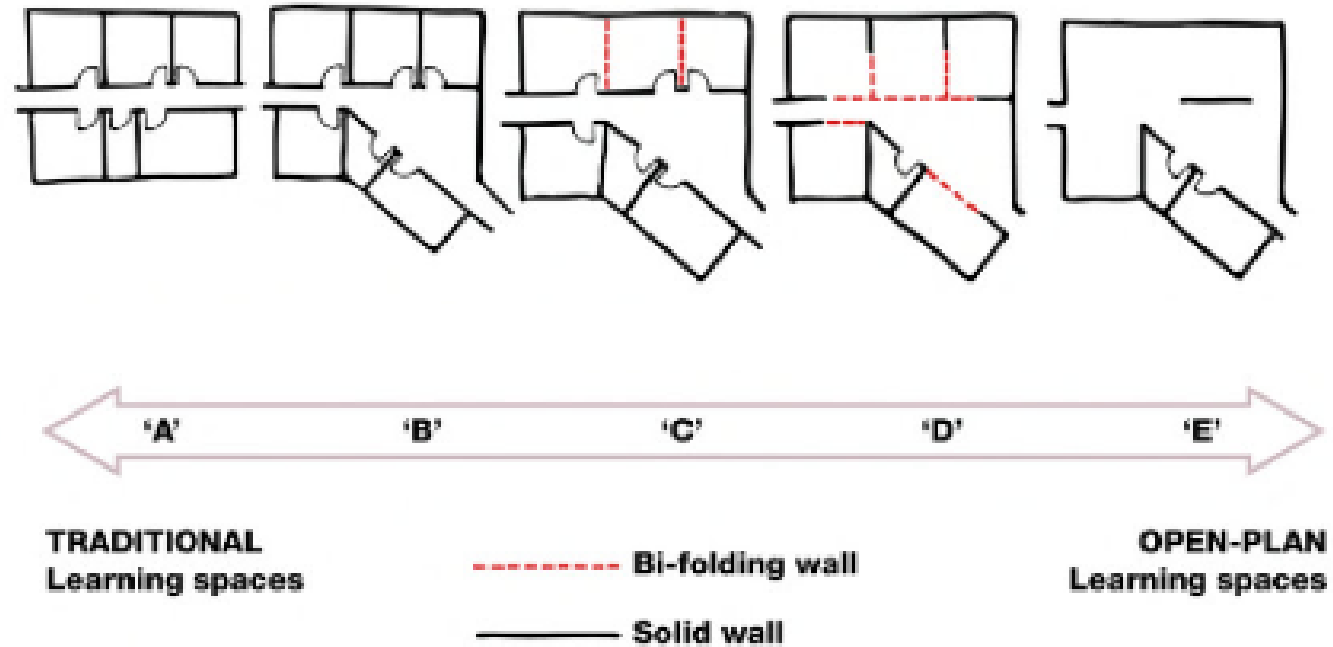 ‘A’ ‘B’ ‘C’ ‘D’ ‘E’
TRADITIONAL
Learning spaces
Bi-folding wall
Solid wall
OPEN-PLAN
Learning spaces